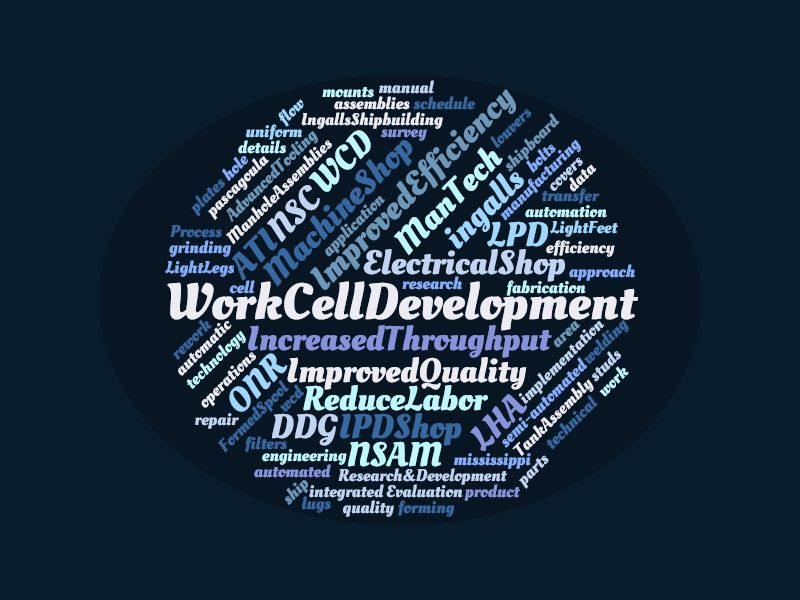 mounts manual
flow assemblies schedule
IngallsShipbuilding
uniform survey
details
plates hole
pascagoula
AdvancedTooling
ManholeAssemblies
ATI NSC WCD
MachineShop
application
ImprovedEfficiency
ManTech
louvers
ingalls
shipboard
manufacturing
bolts
covers
data
transfer
automation
Process
grinding
LPD LightFeet
efficiency
LightLegs
ElectricalShop approach
cell research fabrication
WorkCellDevelopment
IncreasedThroughput
rework
automatic
technology
operations
ONR
ImprovedQuality
area
implementation
welding
ReduceLabor
LHA
semi-automated
studs
TankAssembly
work
technical
repair
FormedSpool
wcd
DDG IPDShop
filters
engineering NSAM mississippi
parts
automated Research&Development
ship integrated Evaluation product
lugs quality forming